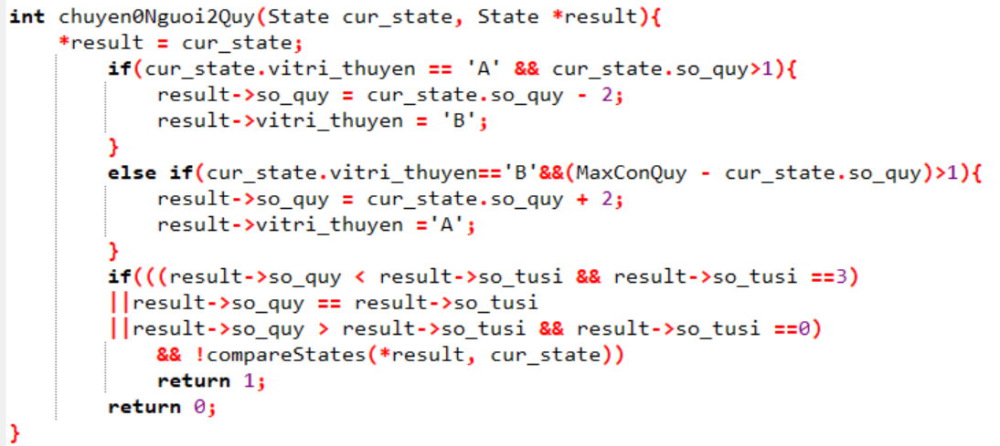 int chuyen0Nguoi2Quy(State cur_state, State *result){
    *result = cur_state;
        if(cur_state.vitri_thuyen == 'A' && cur_state.so_quy>1){
            result->so_quy = cur_state.so_quy - 2;
            result->vitri_thuyen = 'B';
        }
        else if(cur_state.vitri_thuyen=='B'&&(MaxConQuy - cur_state.so_quy)>1){
            result->so_quy = cur_state.so_quy + 2;
            result->vitri_thuyen ='A';
        }
        if(((result->so_quy < result->so_tusi && result->so_tusi ==3)
        ||result->so_quy == result->so_tusi
        ||result->so_quy > result->so_tusi && result->so_tusi ==0)
            && !compareStates(*result, cur_state))
            return 1;
        return 0;
}